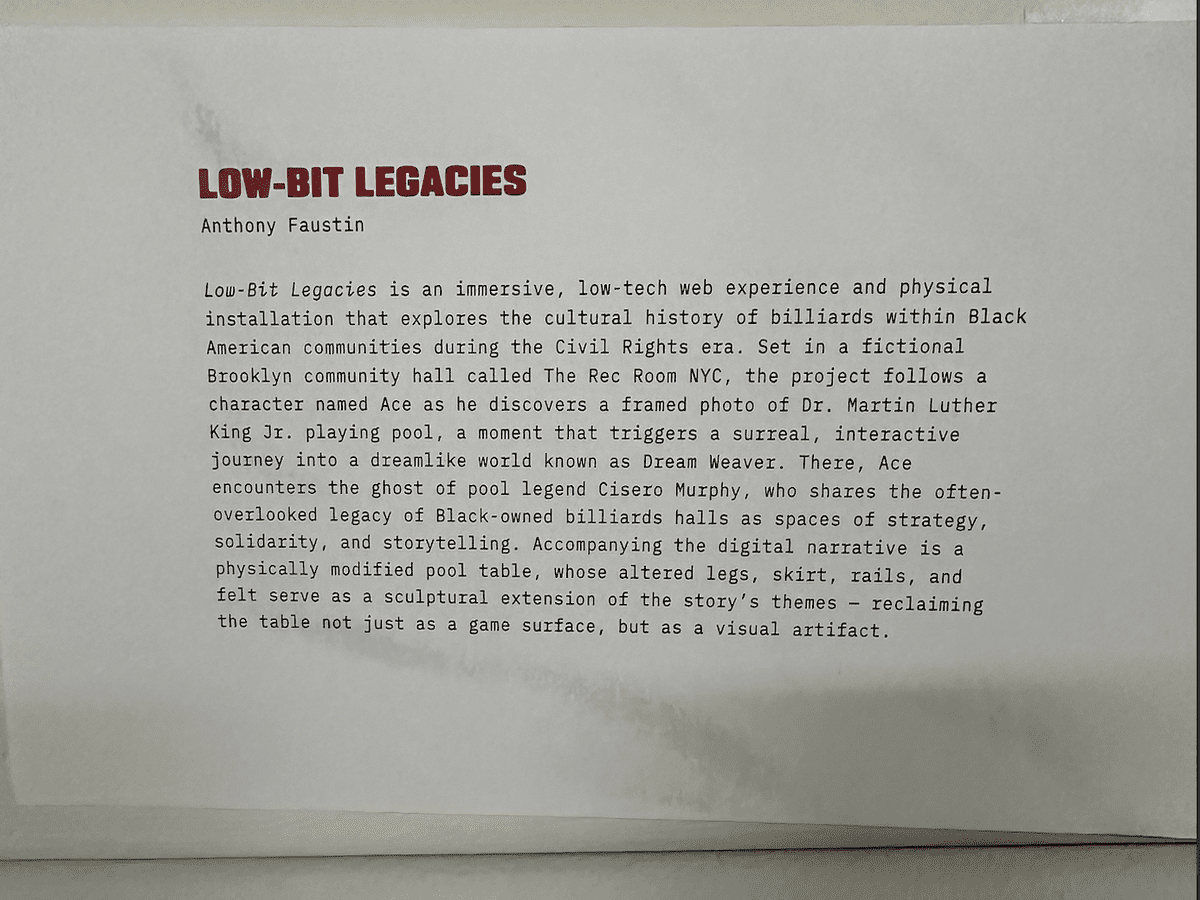 LOW-BIT LEGACIES
Anthony Faustin
Low-Bit Legacies is an immersive, low-tech web experience and physical
installation that explores the cultural history of billiards within Black
American communities during the Civil Rights era. Set in a fictional
Brooklyn community hall called The Rec Room NYC, the project follows a
character named Ace as he discovers a framed photo of Dr. Martin Luther
King Jr. playing pool, a moment that triggers a surreal, interactive
journey into a dreamlike world known as Dream Weaver. There, Ace
encounters the ghost of pool legend Cisero Murphy, who shares the often-
overlooked legacy of Black-owned billiards halls as spaces of strategy,
solidarity, and storytelling. Accompanying the digital narrative is a
physically modified pool table, whose altered legs, skirt, rails, and
felt serve as a sculptural extension of the story’s themes — reclaiming
the table not just as a game surface, but as a visual artifact.